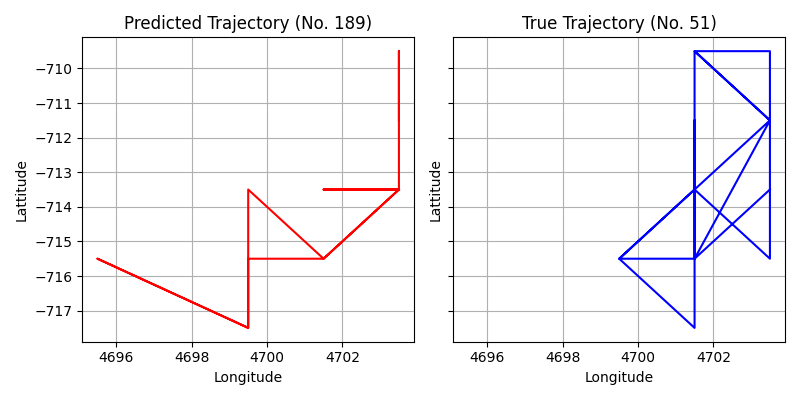 Predicted Trajectory (No. 189)
True Trajectory (No. 51)
−710
−711
−712
−713
−714
−715
−716
−717
Lattitude
Lattitude
4696 4698 4700 4702
4696 4698 4700 4702
Longitude
Longitude